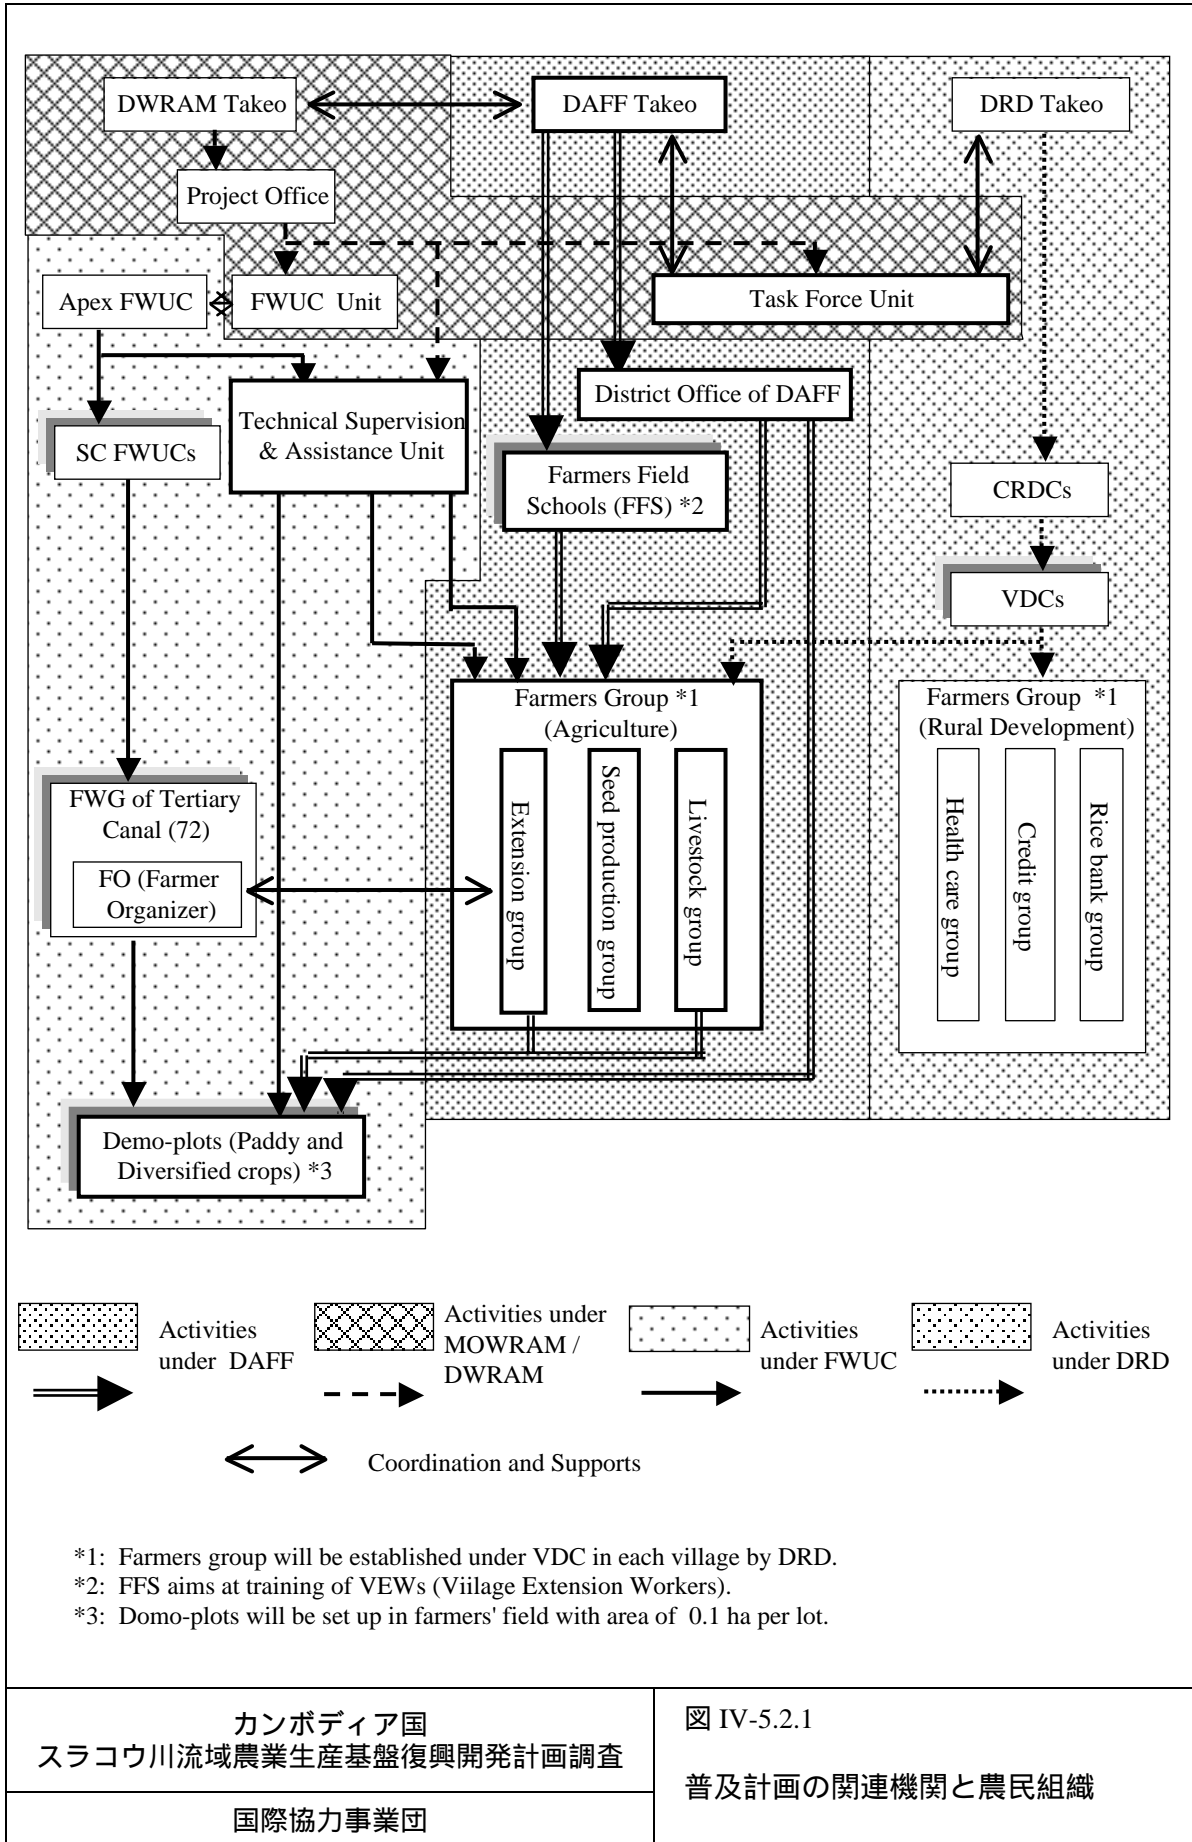 DWRAM Takeo
DAFF Takeo
DRD Takeo
Project Office
Apex FWUC
FWUC Unit
Task Force Unit
Technical Supervision
& Assistance Unit
District Office of DAFF
SC FWUCs
Farmers Field
Schools (FFS) *2
CRDCs
VDCs
Farmers Group *1
(Agriculture)
Extension group
Seed production group
Livestock group
Farmers Group *1
(Rural Development)
Health care group
Credit group
Rice bank group
FWG of Tertiary
Canal (72)
FO (Farmer
Organizer)
Demo-plots (Paddy and
Diversified crops) *3
Activities
under DAFF
Activities under
MOWRAM /
DWRAM
Activities
under FWUC
Activities
under DRD
Coordination and Supports
*1: Farmers group will be established under VDC in each village by DRD.
*2: FFS aims at training of VEWs (Viilage Extension Workers).
*3: Domo-plots will be set up in farmers' field with area of 0.1 ha per lot.
カンボディア国
スラコウ川流域農業生産基盤復興開発計画調査
国際協力事業団
図 IV-5.2.1
普及計画の関連機関と農民組織